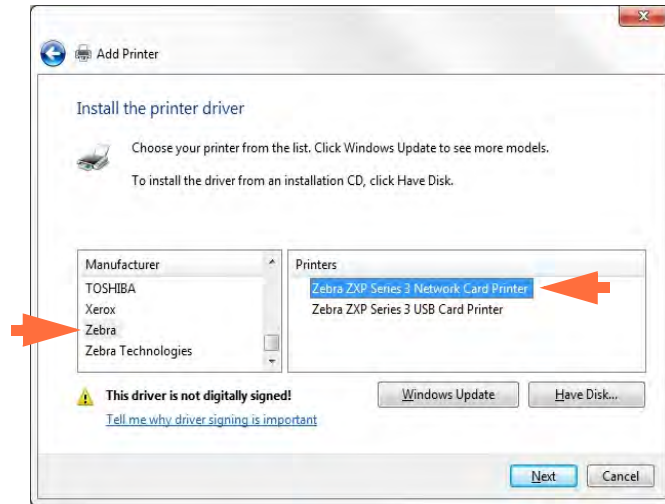 Add Printer
Install the printer driver
Choose your printer from the list. Click Windows Update to see more models.
To install the driver from an installation CD, click Have Disk.
Manufacturer
TOSHIBA
Xerox
Zebra
Zebra Technologies
Printers
Zebra ZXP Series 3 Network Card Printer
Zebra ZXP Series 3 USB Card Printer
This driver is not digitally signed!
Tell me why driver signing is important
Windows Update
Have Disk...
Next
Cancel